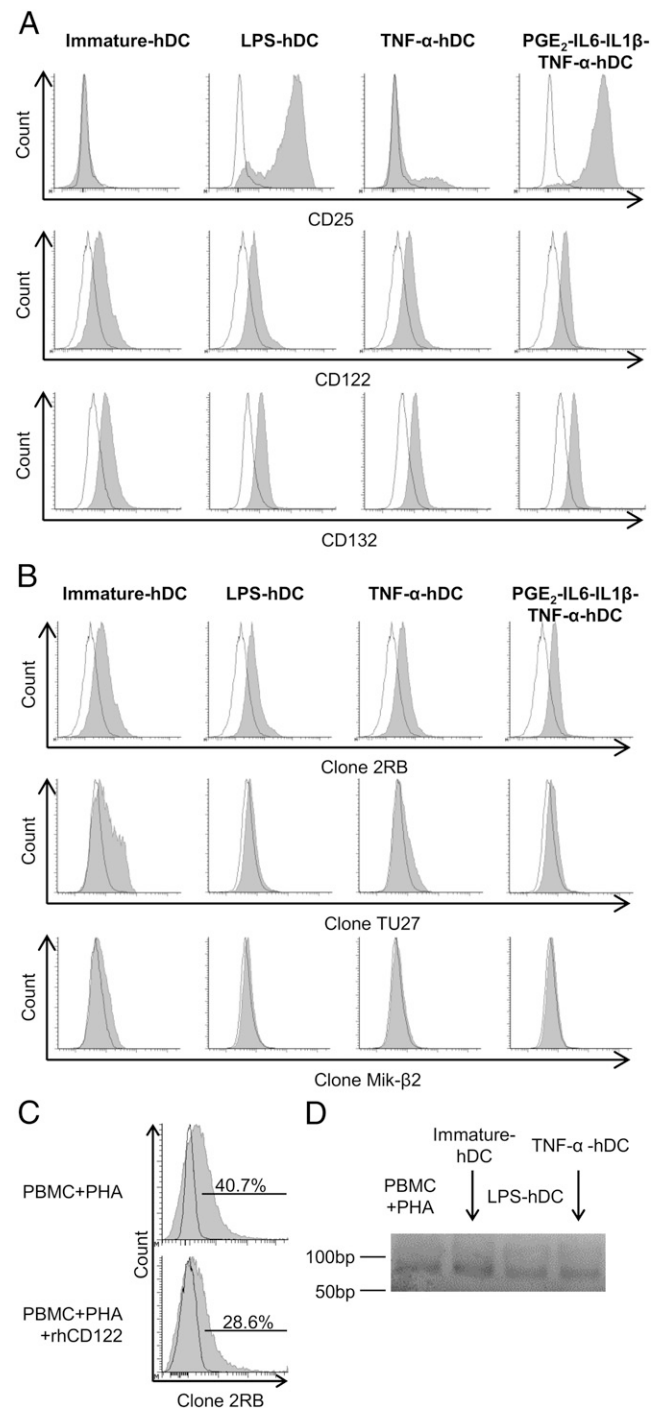 A
Immature-hDC
LPS-hDC
TNF-α-hDC
PGE₂-IL6-IL1β-
TNF-α-hDC
Count
CD25
Count
CD122
Count
CD132
B
Immature-hDC
LPS-hDC
TNF-α-hDC
PGE₂-IL6-IL1β-
TNF-α-hDC
Count
Clone 2RB
Count
Clone TU27
Count
Clone Mik-β2
C
PBMC+PHA
40.7%
PBMC+PHA
+rhCD122
28.6%
Count
Clone 2RB
D
Immature-
hDC
TNF-α -hDC
PBMC
+PHA
LPS-hDC
100bp
50bp